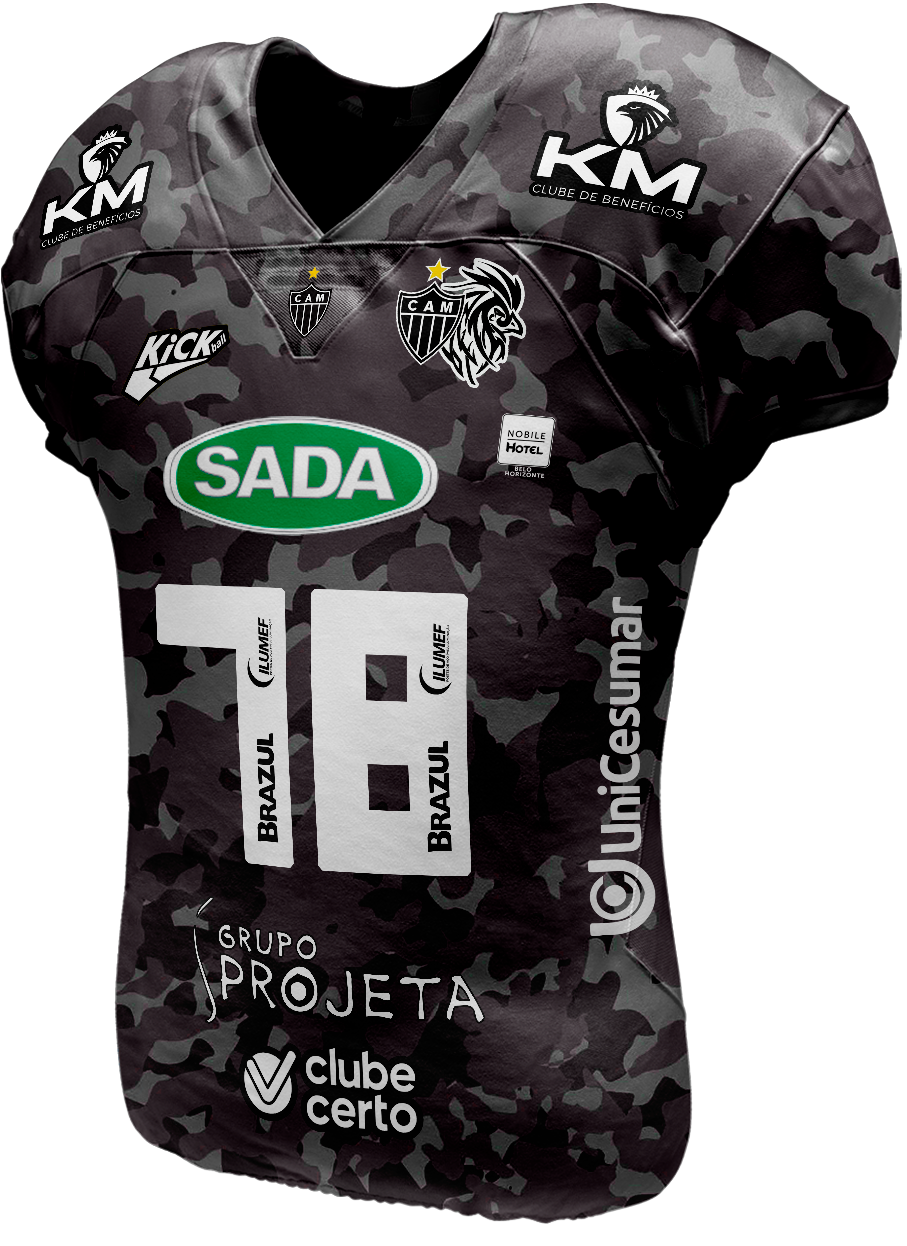 KM
CLUBE DE BENEFÍCIOS
KM
CLUBE DE BENEFÍCIOS
CAM
CAM
KiCK
ball
NOBILE
HOTEL
BELO
HORIZONTE
SADA
78
ILUMEF
ILUMEF
BRAZUL
BRAZUL
UniCesumar
GRUPO
PROJETA
clube
certo